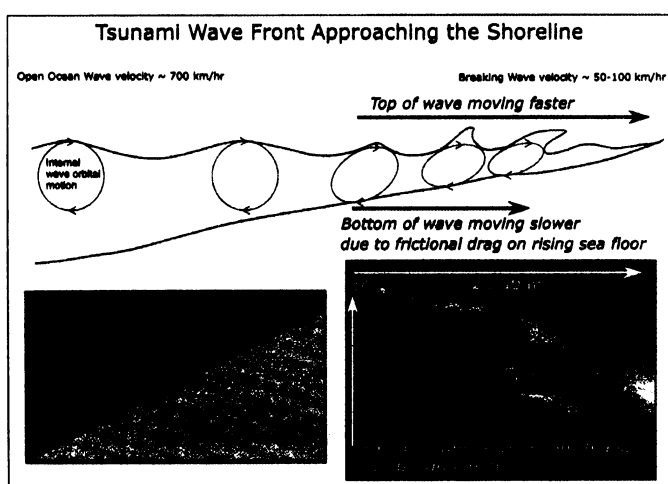 Tsunami Wave Front Approaching the Shoreline
Open Ocean Wave velocity ~ 700 km/hr
Breaking Wave velocity ~ 50-100 km/hr
Top of wave moving faster
Internal
wave orbital
motion
Bottom of wave moving slower
due to frictional drag on rising sea floor